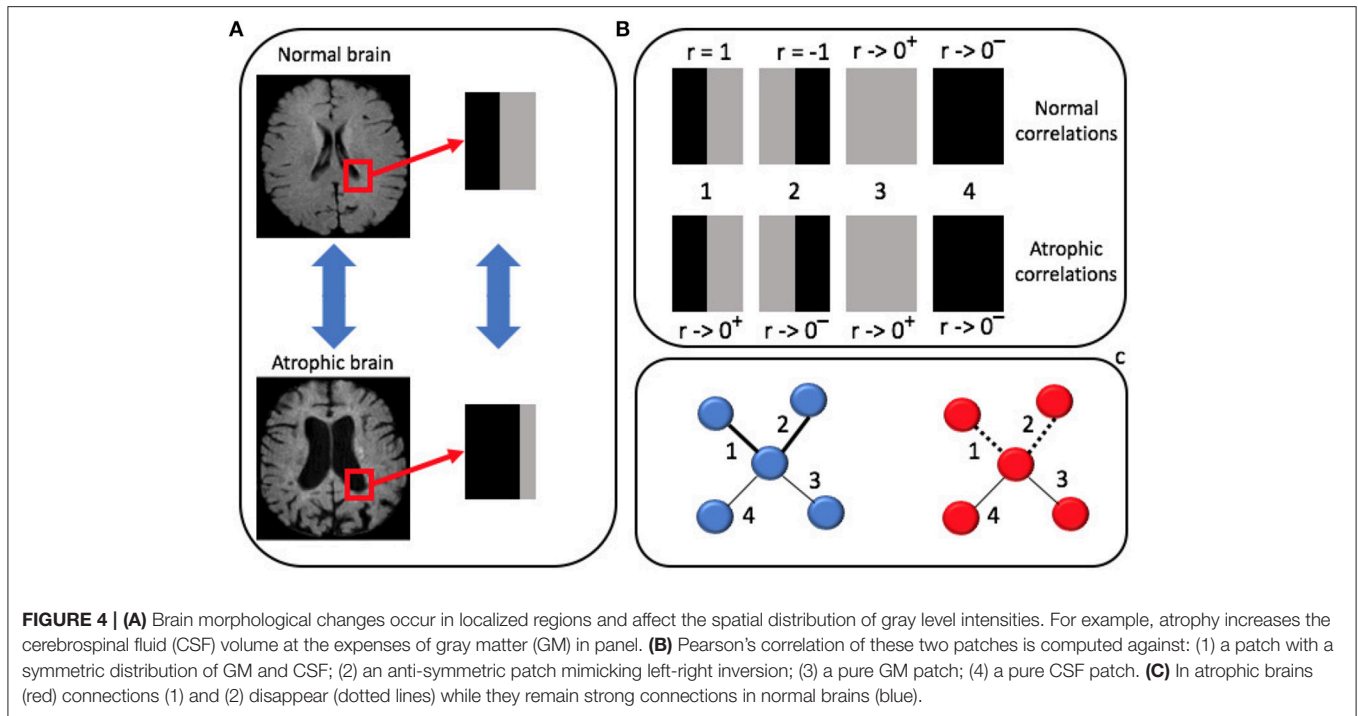 A
Normal brain
Atrophic brain
B
r = 1 r = -1 r -> 0⁺ r -> 0⁻
Normal
correlations
1 2 3 4
Atrophic
correlations
r -> 0⁺ r -> 0⁻ r -> 0⁺ r -> 0⁻
C
1 2 3 4
1 2 3 4
FIGURE 4 | (A) Brain morphological changes occur in localized regions and affect the spatial distribution of gray level intensities. For example, atrophy increases the
cerebrospinal fluid (CSF) volume at the expenses of gray matter (GM) in panel. (B) Pearson's correlation of these two patches is computed against: (1) a patch with a
symmetric distribution of GM and CSF; (2) an anti-symmetric patch mimicking left-right inversion; (3) a pure GM patch; (4) a pure CSF patch. (C) In atrophic brains
(red) connections (1) and (2) disappear (dotted lines) while they remain strong connections in normal brains (blue).